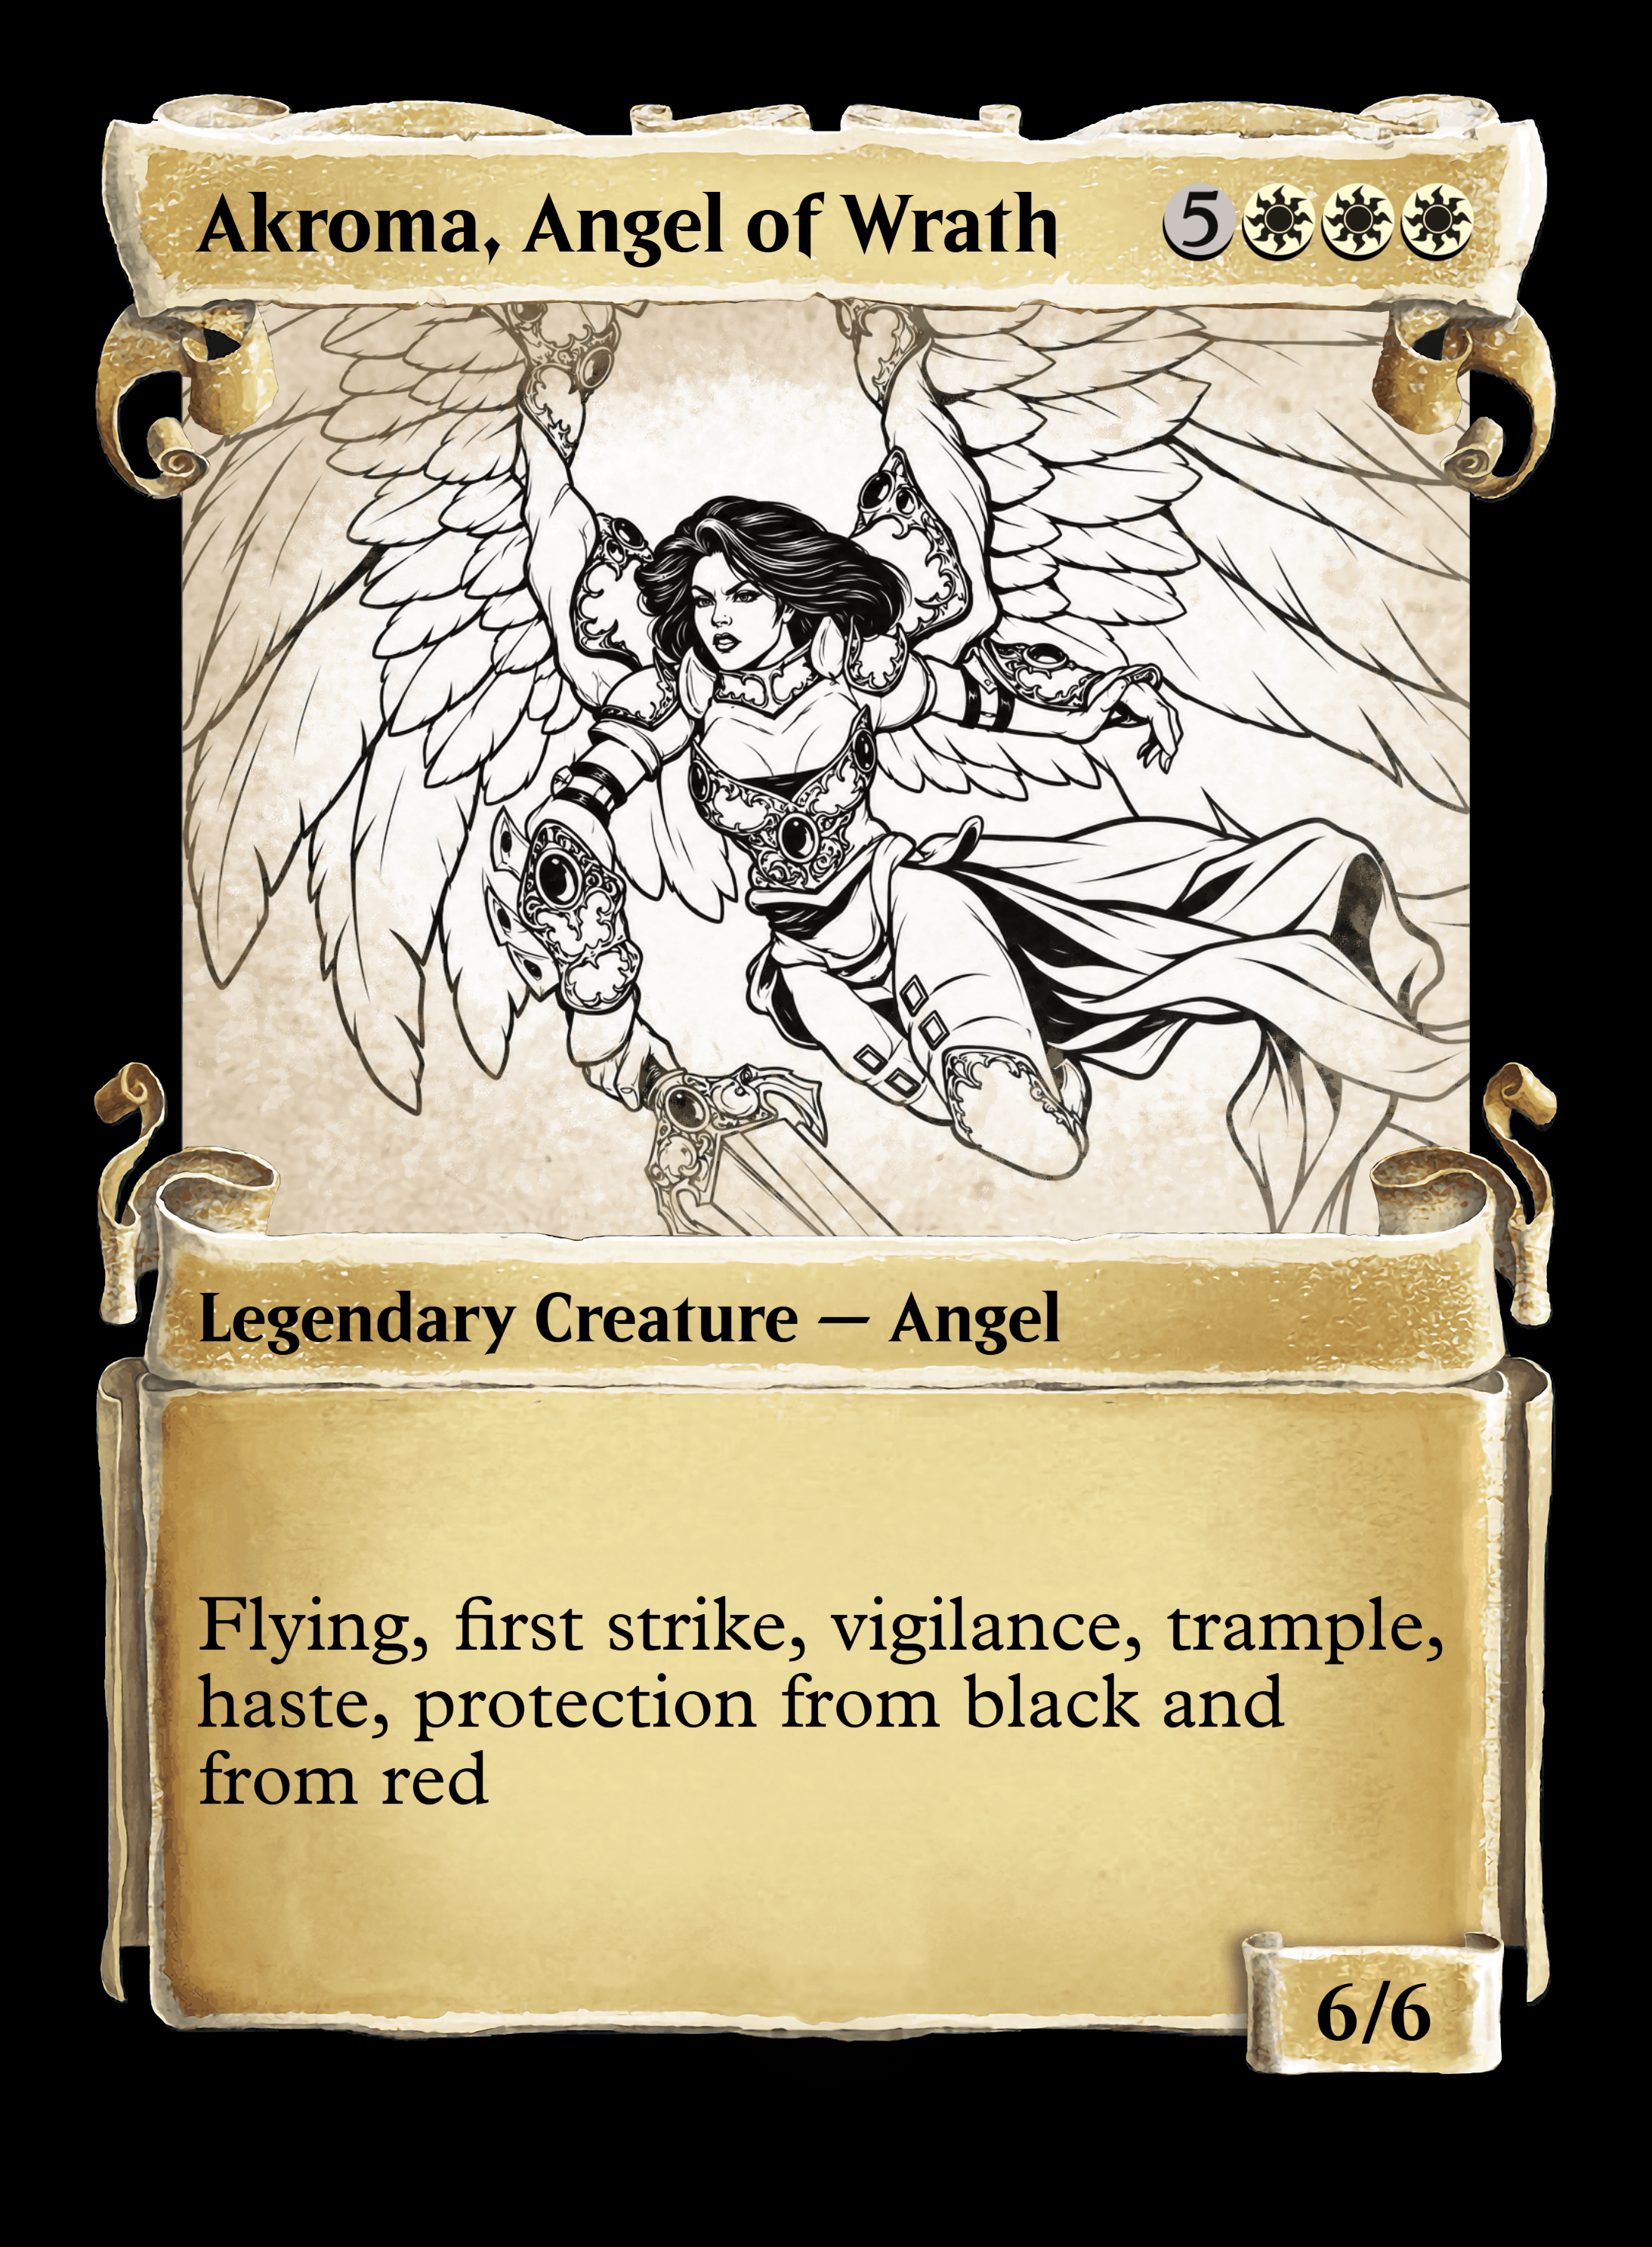 Akroma, Angel of Wrath 5
Legendary Creature — Angel
Flying, first strike, vigilance, trample,
haste, protection from black and
from red
6/6